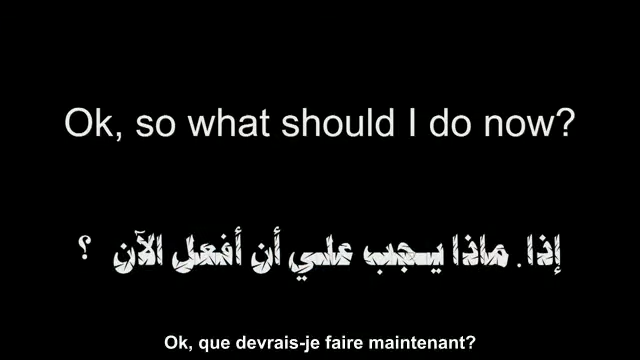 Ok, so what should I do now?
إذا. ماذا يجب علي أن أفعل الآن ؟
Ok, que devrais-je faire maintenant?